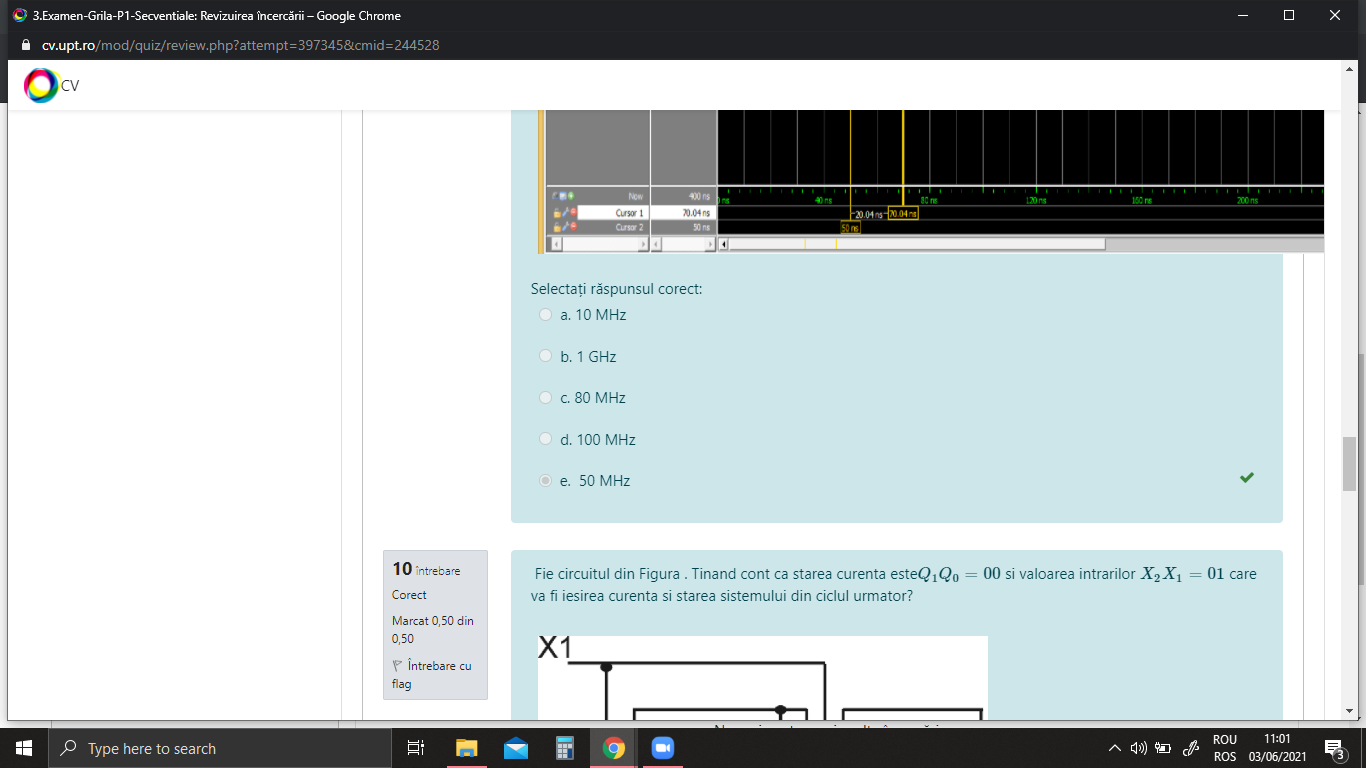 3.Examen-Grila-P1-Secventiale: Revizuirea încercării – Google Chrome
cv.upt.ro/mod/quiz/review.php?attempt=397345&cmid=244528
CV
Now 400 ns
Cursor 1 70.04 ns
Cursor 2 50 ns
40 ns 80 ns 120 ns 160 ns 200 ns
20.04 ns 70.04 ns
50 ns
Selectați răspunsul corect:
a. 10 MHz
b. 1 GHz
c. 80 MHz
d. 100 MHz
e. 50 MHz
10 întrebare
Corect
Marcat 0,50 din
0,50
Întrebare cu
flag
Fie circuitul din Figura . Tinand cont ca starea curenta este Q₁Q₀ = 00 si valoarea intrarilor X₂X₁ = 01 care
va fi iesirea curenta si starea sistemului din ciclul urmator?
X1
Type here to search
ROU
ROS
11:01
03/06/2021
3